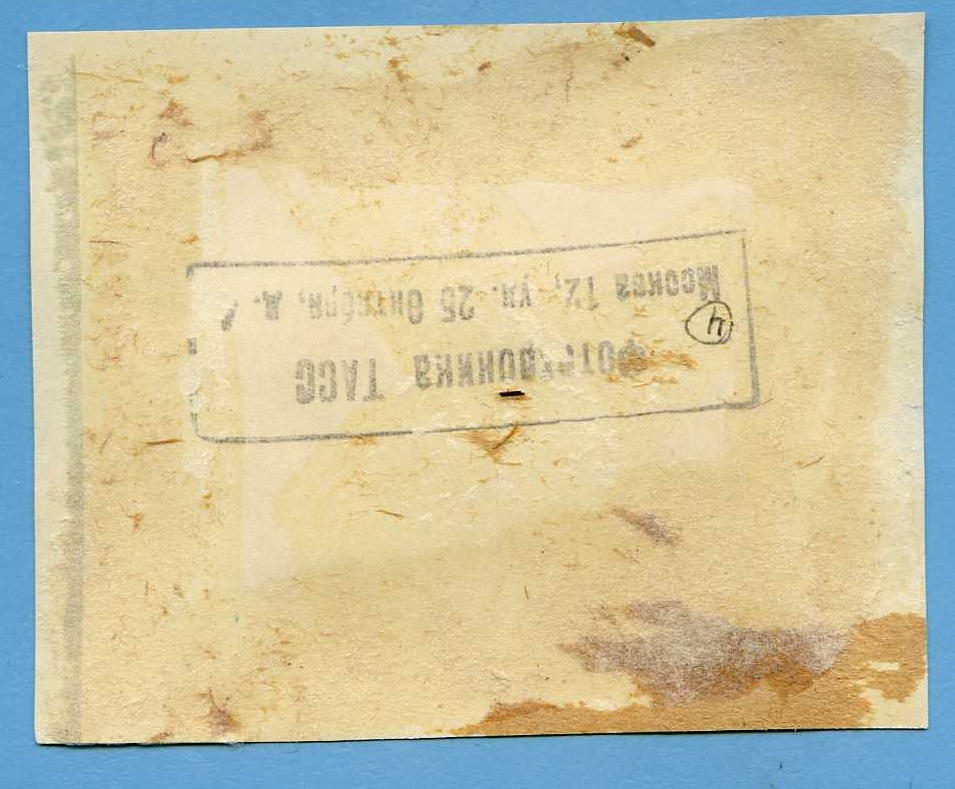 Фотохроника ТАСС
Москва 12, ул. 25 Октября, д.
4